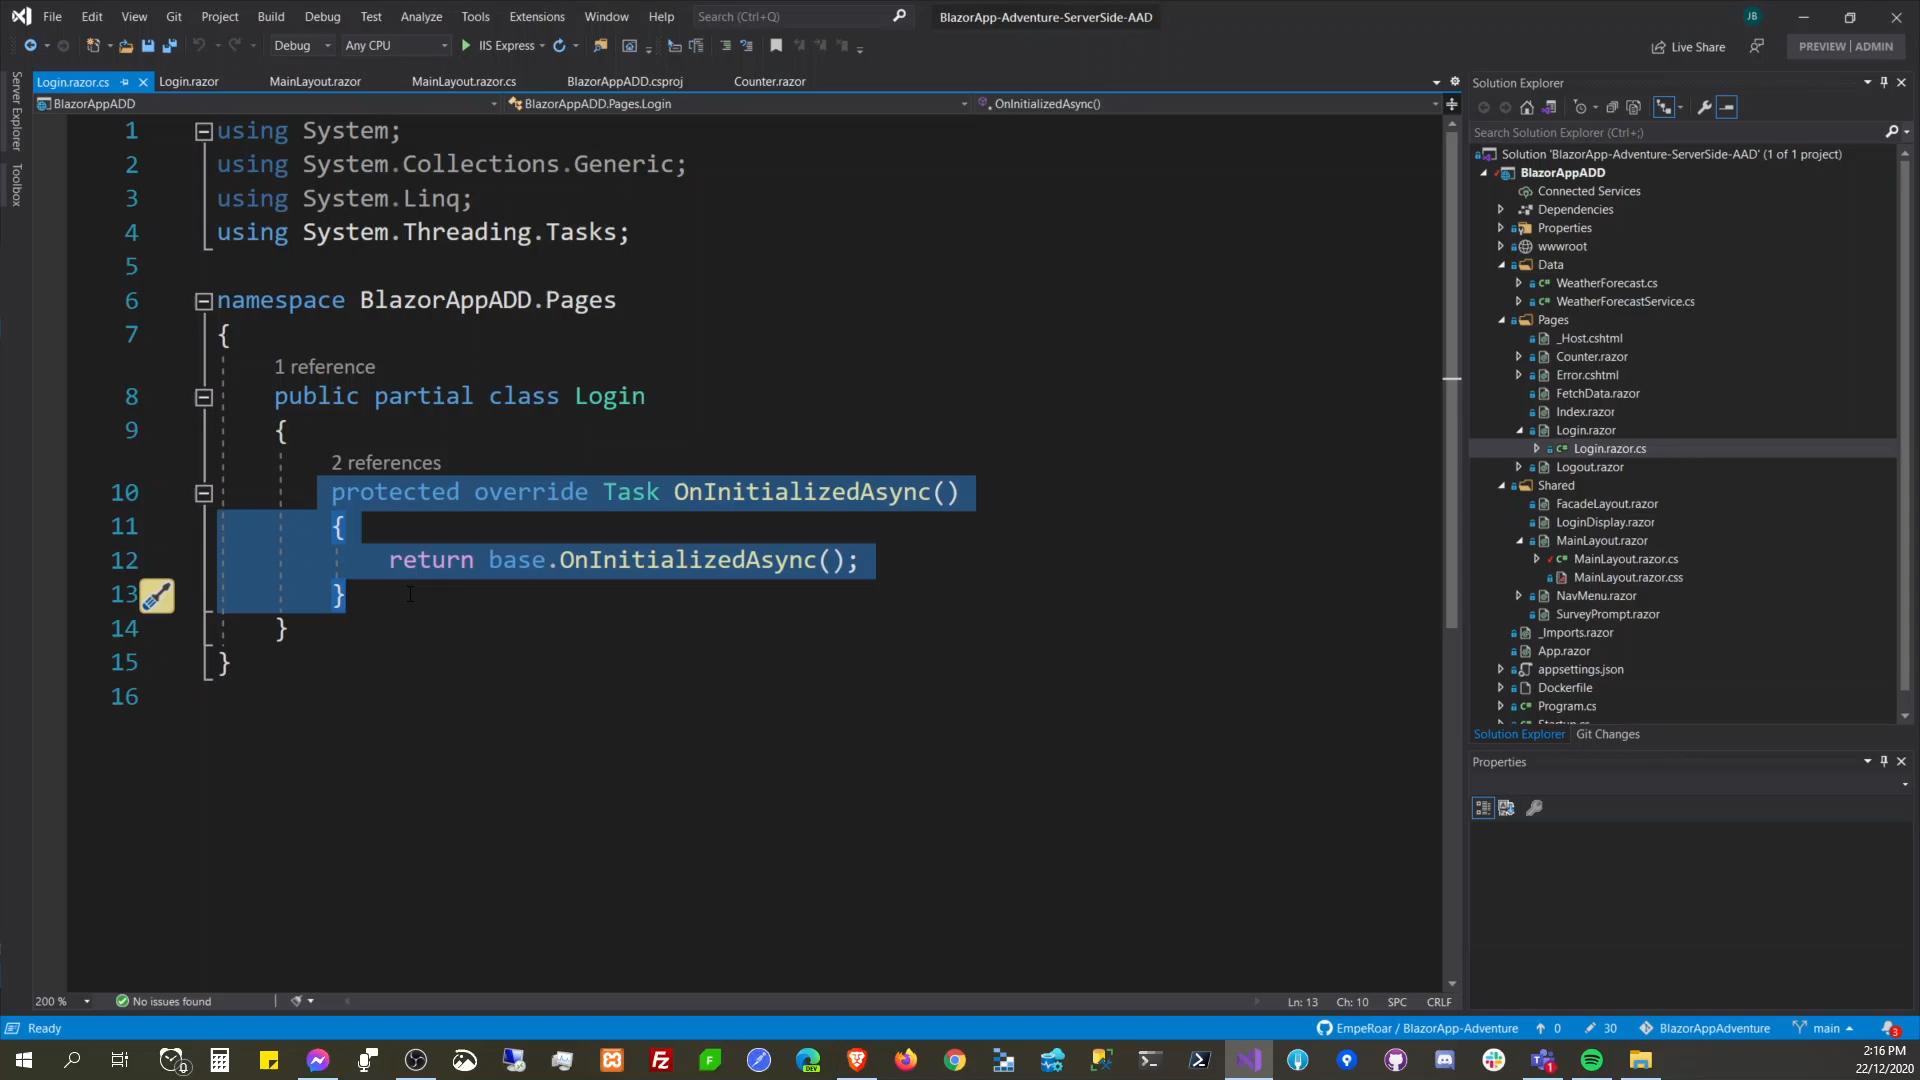 File Edit View Git Project Build Debug Test Analyze Tools Extensions Window Help Search (Ctrl+Q) BlazorApp-Adventure-ServerSide-AAD JB
Debug Any CPU IIS Express Live Share PREVIEW | ADMIN
Server Explorer
Toolbox
Login.razor.cs Login.razor MainLayout.razor MainLayout.razor.cs BlazorAppADD.csproj Counter.razor
BlazorAppADD BlazorAppADD.Pages.Login OnInitializedAsync()
1 using System;
2 using System.Collections.Generic;
3 using System.Linq;
4 using System.Threading.Tasks;
5
6 namespace BlazorAppADD.Pages
7 {
1 reference
8 public partial class Login
9 {
2 references
10 protected override Task OnInitializedAsync()
11 {
12 return base.OnInitializedAsync();
13 }
14 }
15 }
16
200 % No issues found Ln: 13 Ch: 10 SPC CRLF
Solution Explorer
Search Solution Explorer (Ctrl+;)
Solution 'BlazorApp-Adventure-ServerSide-AAD' (1 of 1 project)
BlazorAppADD
Connected Services
Dependencies
Properties
wwwroot
Data
C# WeatherForecast.cs
C# WeatherForecastService.cs
Pages
_Host.cshtml
Counter.razor
Error.cshtml
FetchData.razor
Index.razor
Login.razor
C# Login.razor.cs
Logout.razor
Shared
FacadeLayout.razor
LoginDisplay.razor
MainLayout.razor
C# MainLayout.razor.cs
MainLayout.razor.css
NavMenu.razor
SurveyPrompt.razor
_Imports.razor
App.razor
appsettings.json
Dockerfile
C# Program.cs
C# Startup.cs
Solution Explorer Git Changes
Properties
Ready EmpeRoar / BlazorApp-Adventure 0 30 BlazorAppAdventure main 3
2:16 PM
22/12/2020